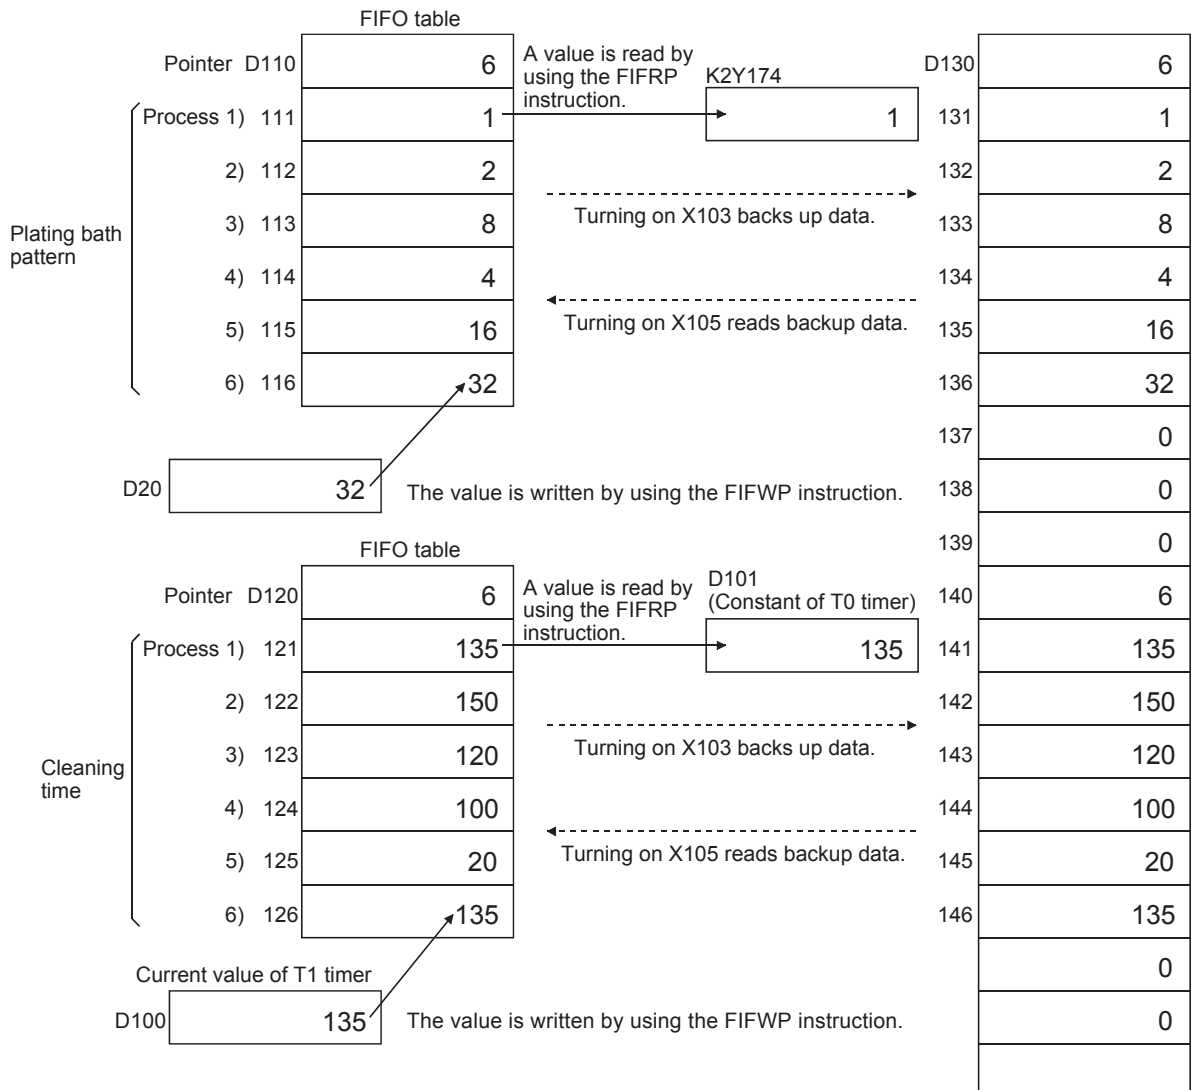 FIFO table
Pointer D110 6
A value is read by
using the FIFRP
instruction.
K2Y174
D130 6
Process 1) 111 1
1
131 1
2) 112 2
132 2
Turning on X103 backs up data.
3) 113 8
133 8
Plating bath
pattern
4) 114 4
134 4
Turning on X105 reads backup data.
5) 115 16
135 16
6) 116 32
136 32
137 0
D20 32
The value is written by using the FIFWP instruction.
138 0
139 0
FIFO table
Pointer D120 6
A value is read by
using the FIFRP
instruction.
D101
(Constant of T0 timer)
140 6
Process 1) 121 135
135
141 135
2) 122 150
142 150
Turning on X103 backs up data.
3) 123 120
143 120
Cleaning
time
4) 124 100
144 100
Turning on X105 reads backup data.
5) 125 20
145 20
6) 126 135
146 135
0
Current value of T1 timer
D100 135
The value is written by using the FIFWP instruction.
0